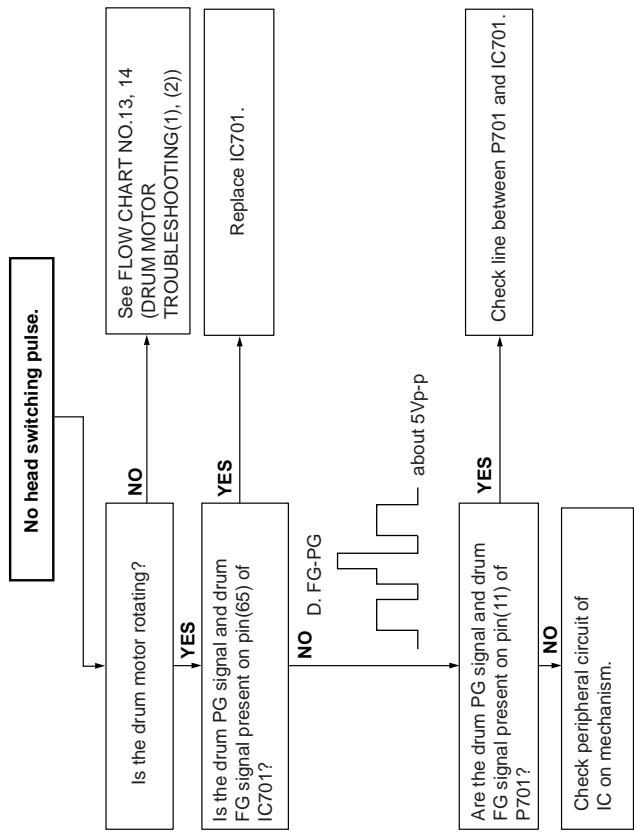 No head switching pulse.
Is the drum motor rotating?
NO
See FLOW CHART NO.13, 14
(DRUM MOTOR
TROUBLESHOOTING(1), (2))
YES
Is the drum PG signal and drum
FG signal present on pin(65) of
IC701?
YES
Replace IC701.
NO
D. FG-PG
about 5Vp-p
Are the drum PG signal and drum
FG signal present on pin(11) of
P701?
YES
Check line between P701 and IC701.
NO
Check peripheral circuit of
IC on mechanism.